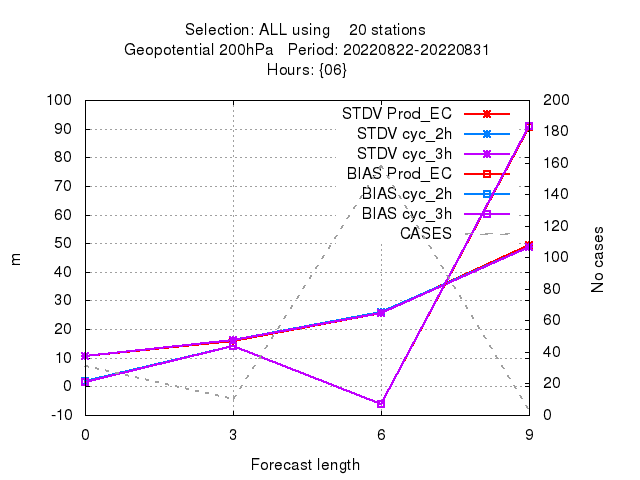 Selection: ALL using 20 stations
Geopotential 200hPa Period: 20220822-20220831
Hours: {06}
100 200
90 180
80 160
70 140
60 120
50 100
40 80
30 60
20 40
10 20
0 0
-10
STDV Prod_EC
STDV cyc_2h
STDV cyc_3h
BIAS Prod_EC
BIAS cyc_2h
BIAS cyc_3h
CASES
m
No cases
0 3 6 9
Forecast length